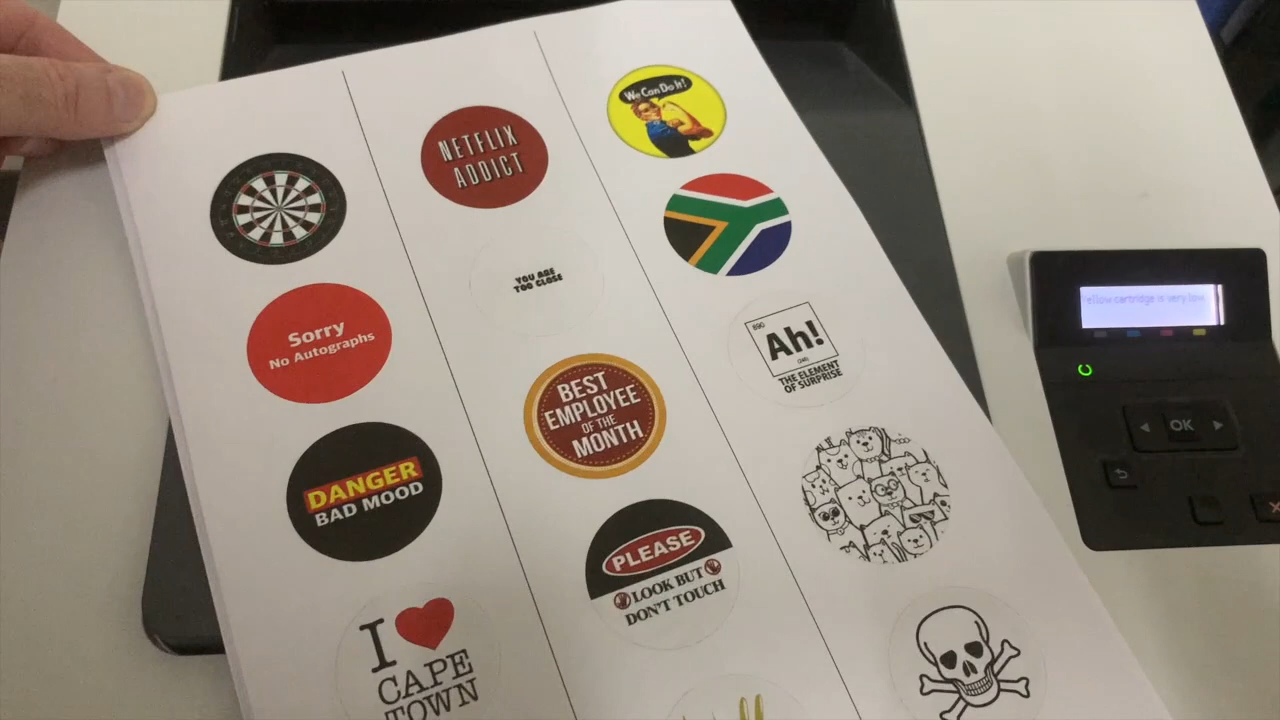 NETFLIX
ADDICT
We Can Do It!
YOU ARE
TOO CLOSE
Sorry
No Autographs
890
Ah!
THE ELEMENT
OF SURPRISE
BEST
EMPLOYEE
OF THE
MONTH
DANGER
BAD MOOD
PLEASE
LOOK BUT
DON'T TOUCH
I
CAPE
TOWN
Yellow cartridge is very low.
OK